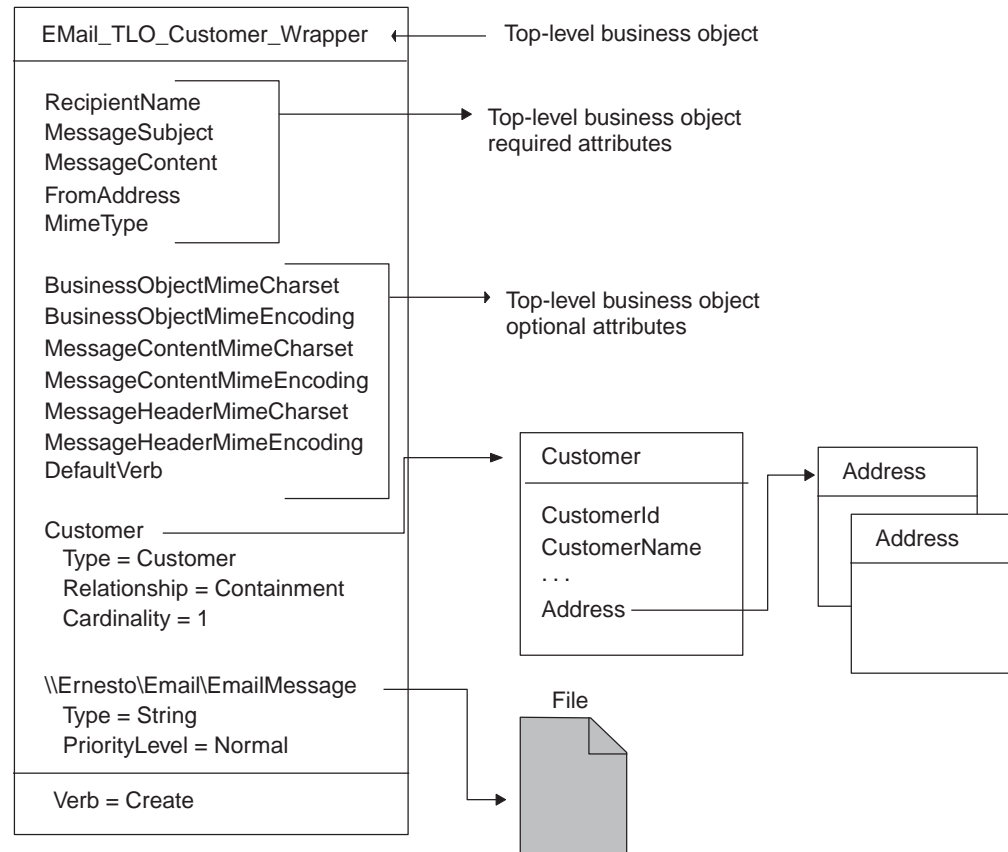 EMail_TLO_Customer_Wrapper
Top-level business object
RecipientName
MessageSubject
MessageContent
FromAddress
MimeType
Top-level business object
required attributes
BusinessObjectMimeCharset
BusinessObjectMimeEncoding
MessageContentMimeCharset
MessageContentMimeEncoding
MessageHeaderMimeCharset
MessageHeaderMimeEncoding
DefaultVerb
Top-level business object
optional attributes
Customer
Type = Customer
Relationship = Containment
Cardinality = 1
\\Ernesto\Email\EmailMessage
Type = String
PriorityLevel = Normal
Verb = Create
Customer
CustomerId
CustomerName
. . .
Address
Address
Address
File